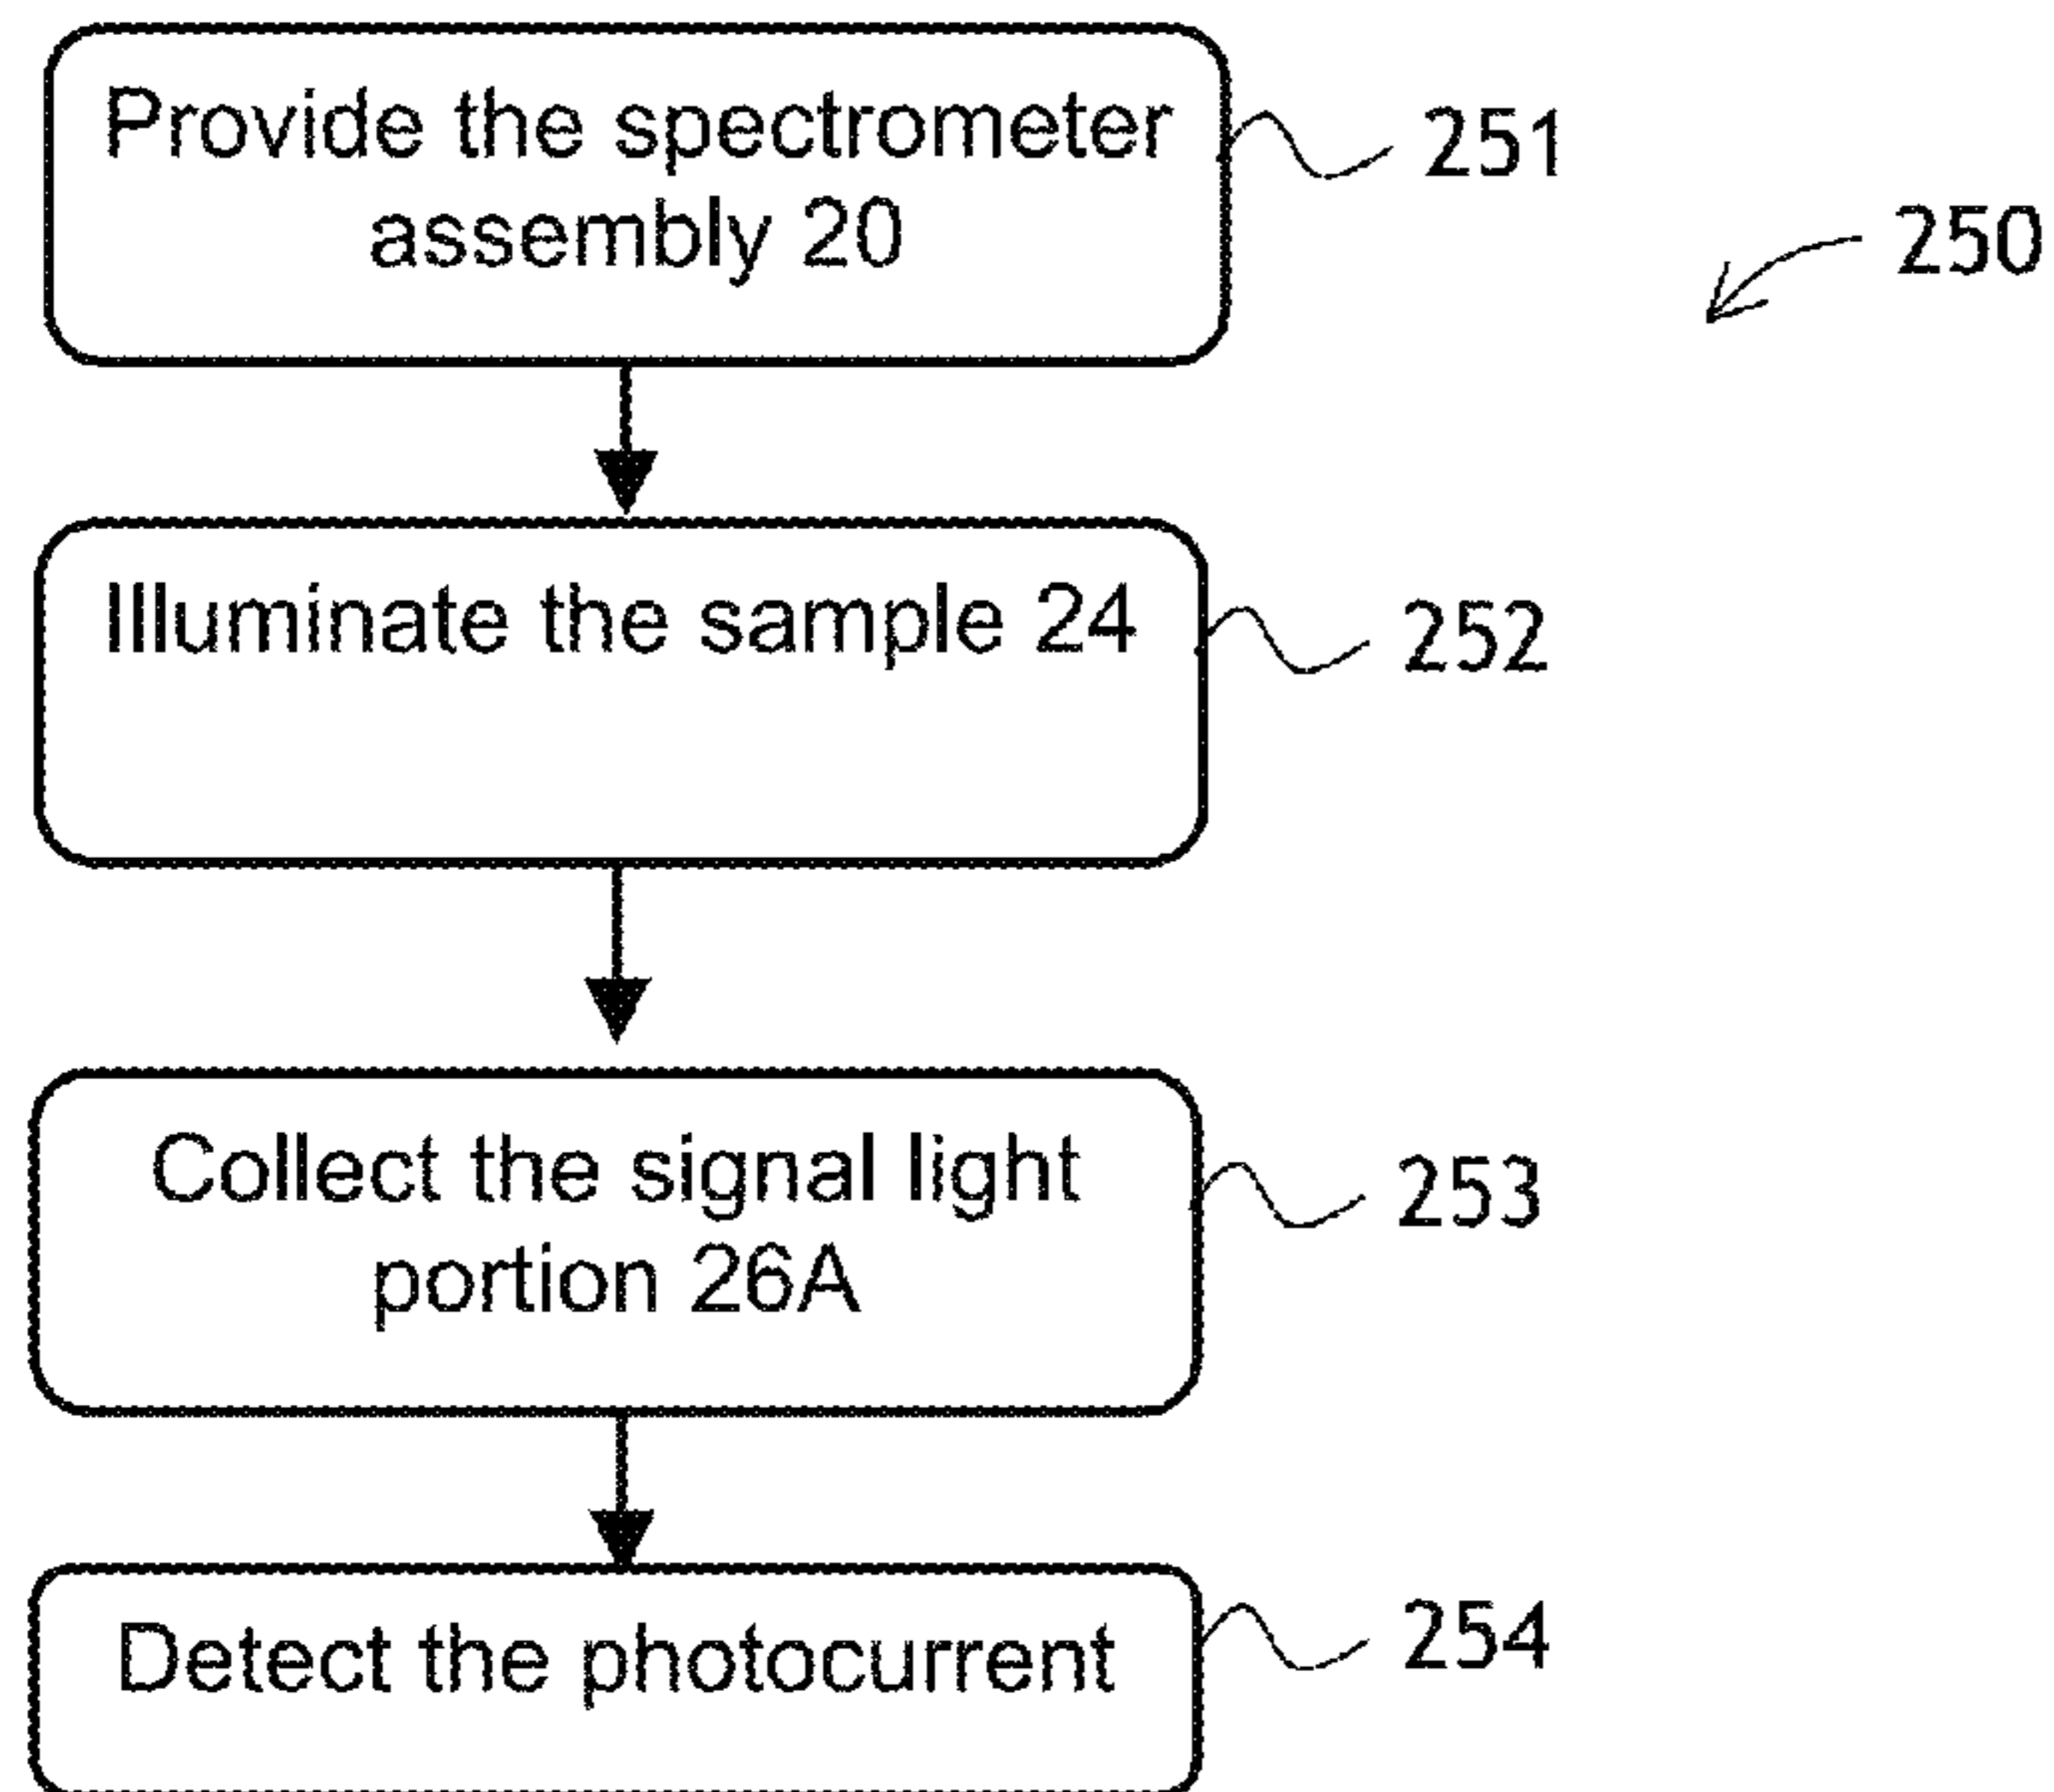 Provide the spectrometer
assembly 20
251
250
Illuminate the sample 24
252
Collect the signal light
portion 26A
253
Detect the photocurrent
254